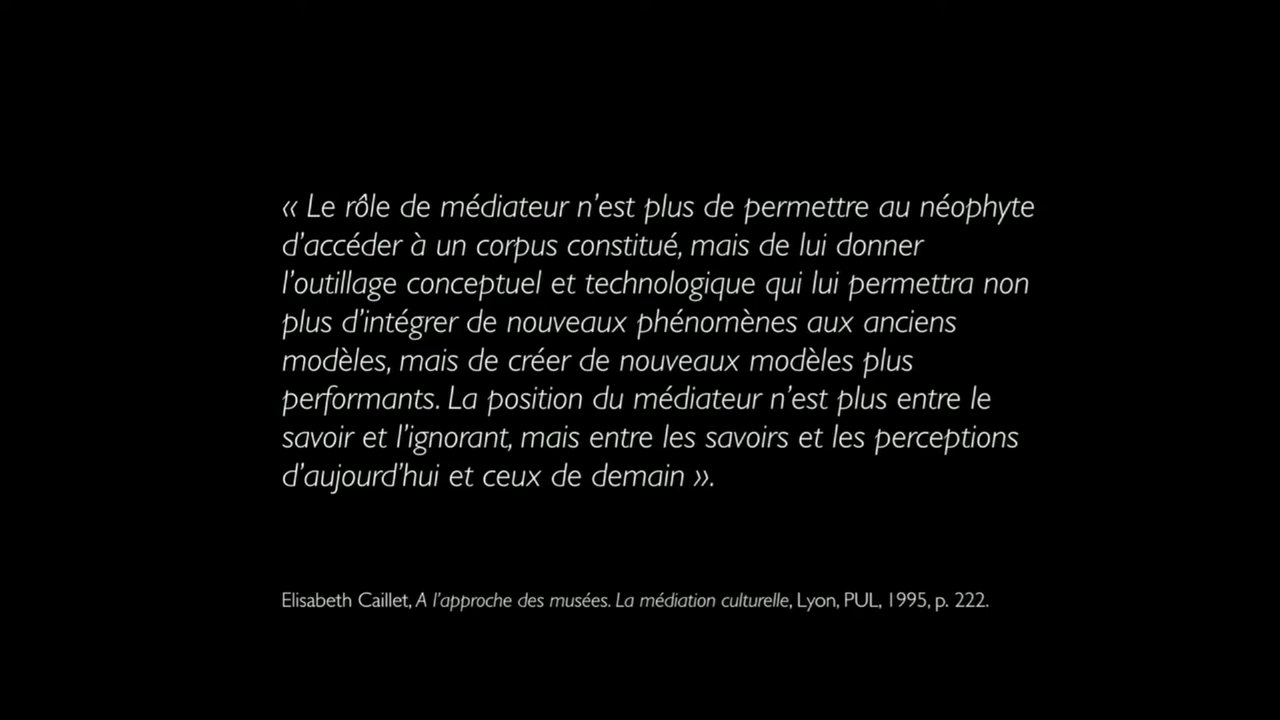 « Le rôle de médiateur n’est plus de permettre au néophyte
d’accéder à un corpus constitué, mais de lui donner
l’outillage conceptuel et technologique qui lui permettra non
plus d’intégrer de nouveaux phénomènes aux anciens
modèles, mais de créer de nouveaux modèles plus
performants. La position du médiateur n’est plus entre le
savoir et l’ignorant, mais entre les savoirs et les perceptions
d’aujourd’hui et ceux de demain ».
Elisabeth Caillet, A l’approche des musées. La médiation culturelle, Lyon, PUL, 1995, p. 222.